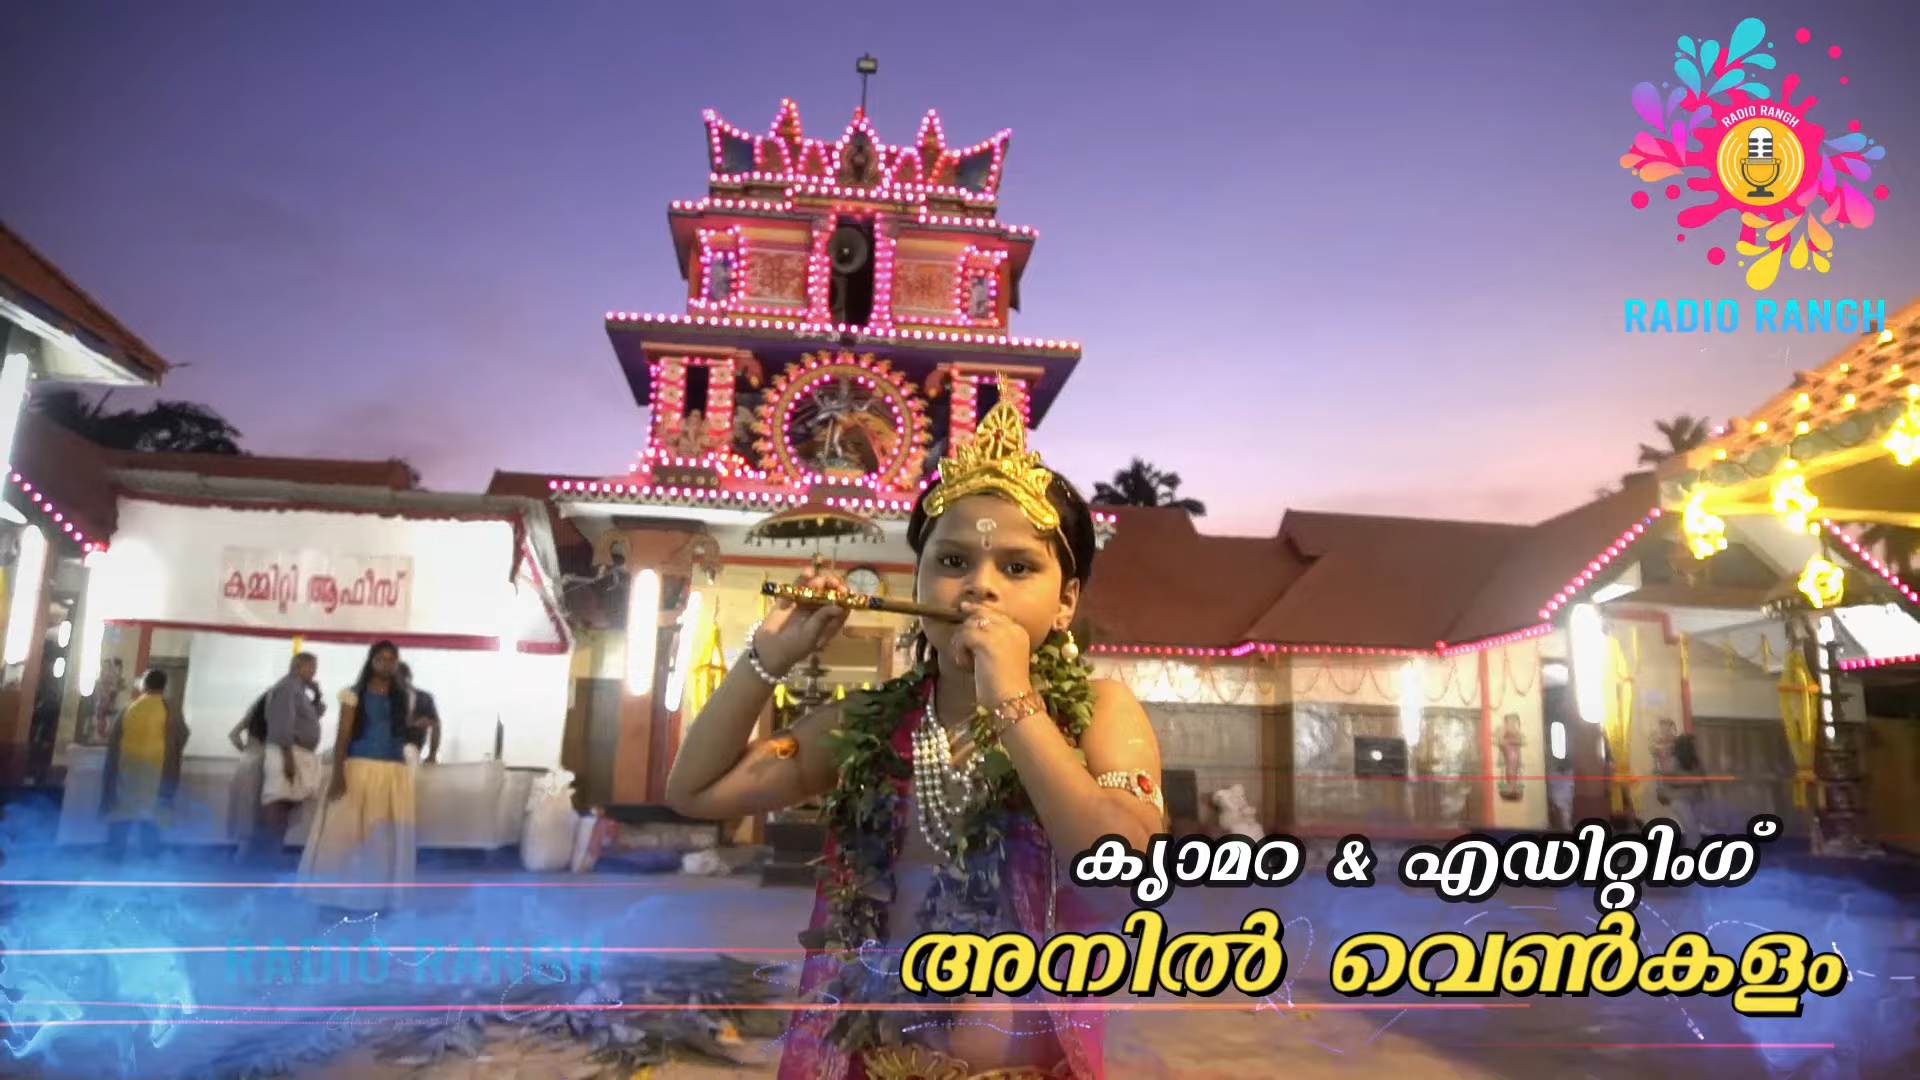 RADIO RANGH
RADIO RANGH
കമ്മിറ്റി ആഫീസ്
ക്യാമറ & എഡിറ്റിംഗ്
അനിൽ വെൺകളം
RADIO RANGH